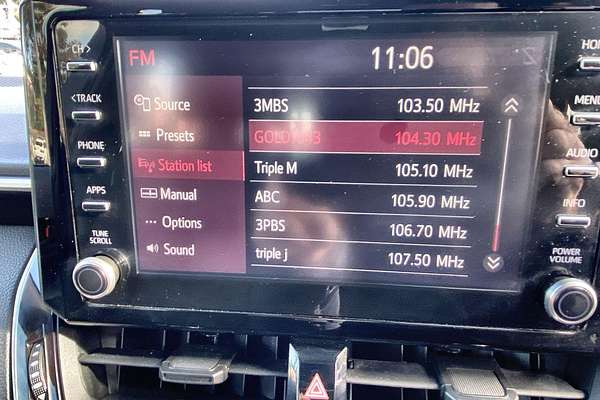 FM
11:06
Source
Presets
Station list
Manual
Options
Sound
3MBS 103.50 MHz
GOLD1043 104.30 MHz
Triple M 105.10 MHz
ABC 105.90 MHz
3PBS 106.70 MHz
triple j 107.50 MHz
CH>
<TRACK
PHONE
APPS
TUNE
SCROLL
MENU
AUDIO
INFO
POWER
VOLUME